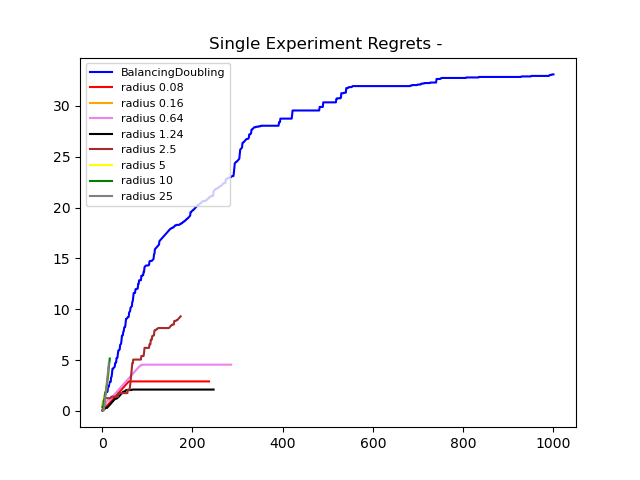 Single Experiment Regrets -
BalancingDoubling
radius 0.08
radius 0.16
radius 0.64
radius 1.24
radius 2.5
radius 5
radius 10
radius 25
30
25
20
15
10
5
0
0 200 400 600 800 1000